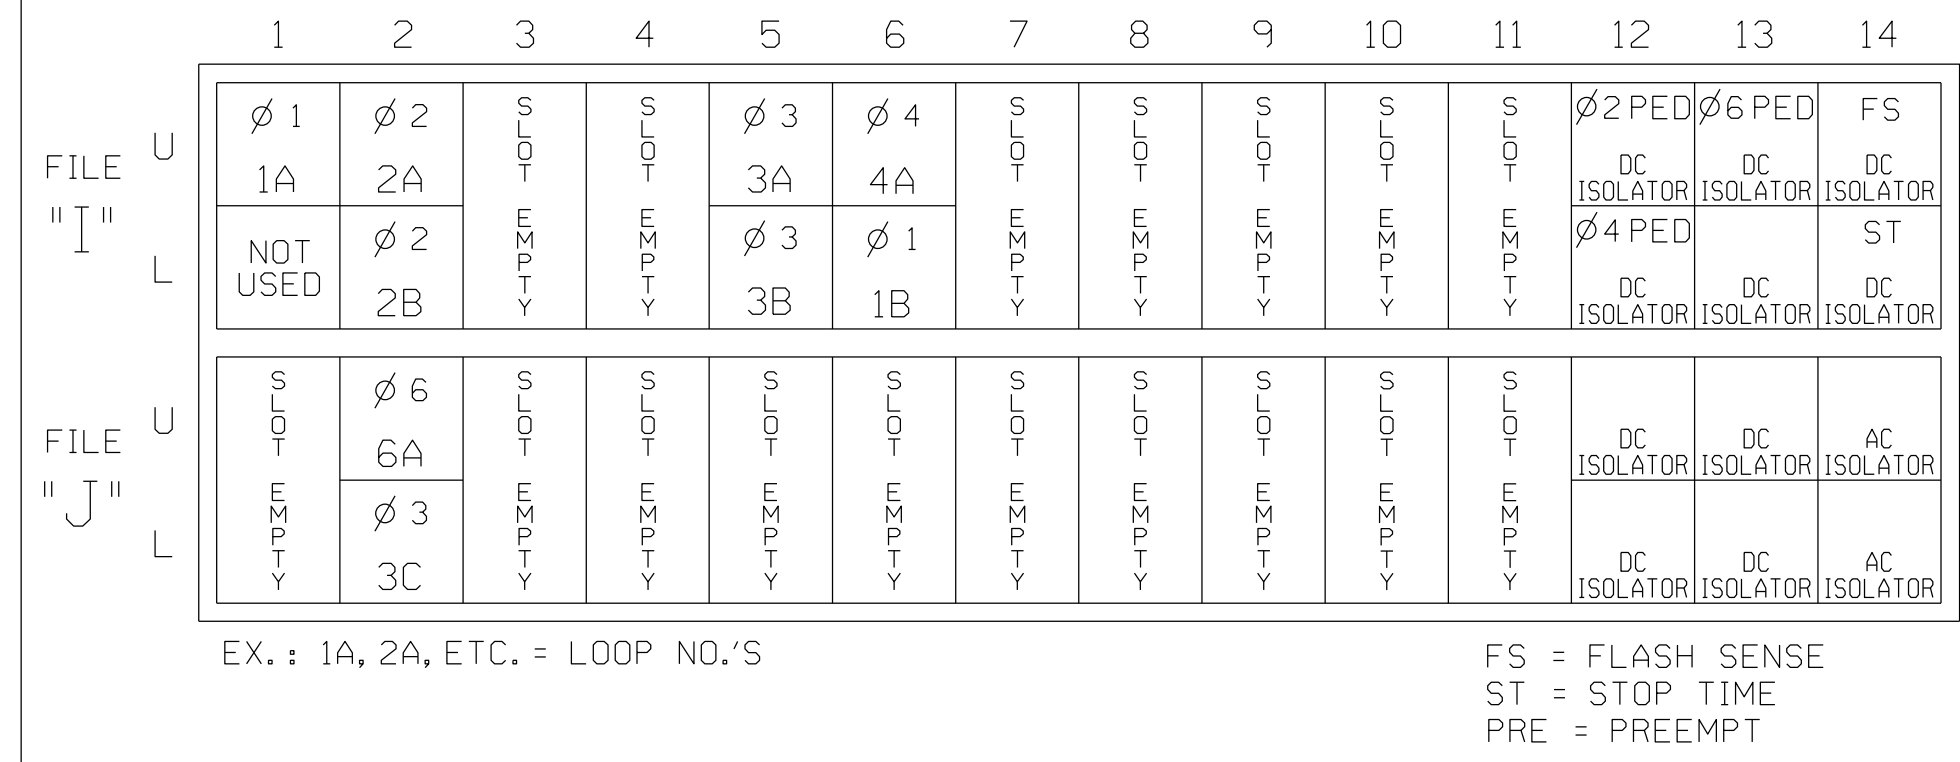 1 2 3 4 5 6 7 8 9 10 11 12 13 14
FILE "I"
U
L
Ø 1
1A
NOT
USED
Ø 2
2A
Ø 2
2B
SLOT EMPTY
SLOT EMPTY
Ø 3
3A
Ø 3
3B
Ø 4
4A
Ø 1
1B
SLOT EMPTY
SLOT EMPTY
SLOT EMPTY
SLOT EMPTY
SLOT EMPTY
Ø2 PED
DC
ISOLATOR
Ø4 PED
DC
ISOLATOR
Ø6 PED
DC
ISOLATOR
DC
ISOLATOR
FS
DC
ISOLATOR
ST
DC
ISOLATOR
FILE "J"
U
L
SLOT EMPTY
Ø 6
6A
Ø 3
3C
SLOT EMPTY
SLOT EMPTY
SLOT EMPTY
SLOT EMPTY
SLOT EMPTY
SLOT EMPTY
SLOT EMPTY
SLOT EMPTY
SLOT EMPTY
DC
ISOLATOR
DC
ISOLATOR
DC
ISOLATOR
DC
ISOLATOR
AC
ISOLATOR
AC
ISOLATOR
EX.: 1A, 2A, ETC. = LOOP NO.'S
FS = FLASH SENSE
ST = STOP TIME
PRE = PREEMPT